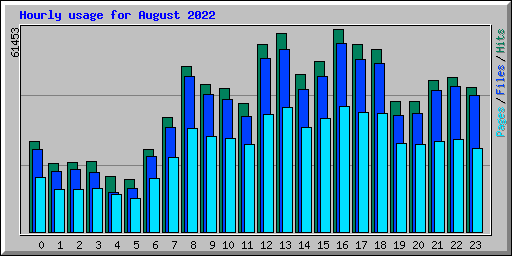 Hourly usage for August 2022
61453
Pages / Files / Hits
0 1 2 3 4 5 6 7 8 9 10 11 12 13 14 15 16 17 18 19 20 21 22 23